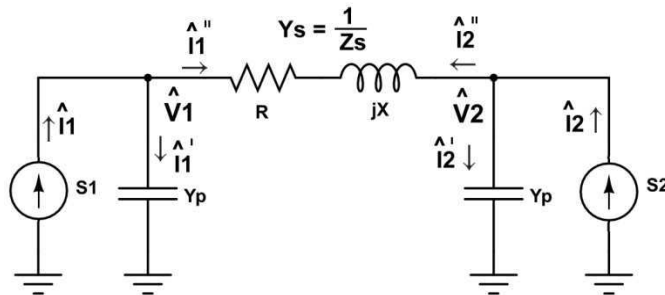 Î1''
Ys = 1/Zs
Î2''
Î1
V̂1
R
jX
V̂2
Î2
Î1'
Î2'
S1
Yp
Yp
S2